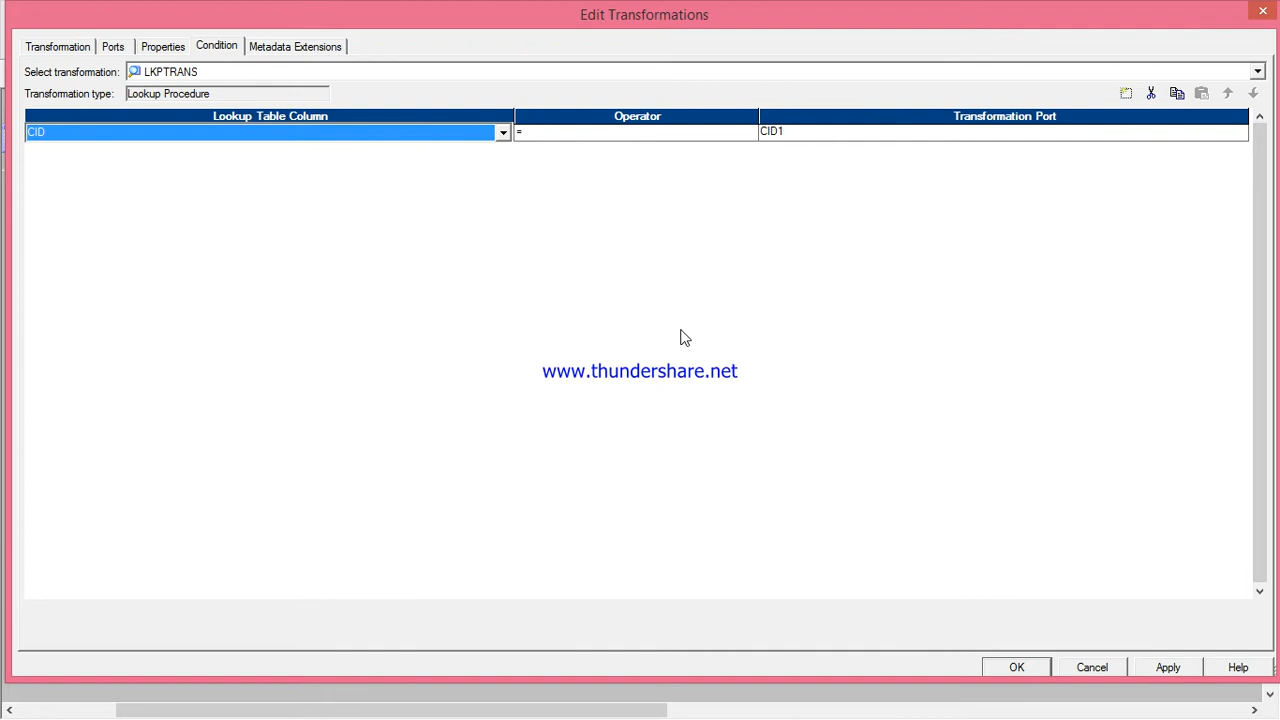 Edit Transformations
Transformation Ports Properties Condition Metadata Extensions
Select transformation: LKPTRANS
Transformation type: Lookup Procedure
Lookup Table Column Operator Transformation Port
CID = CID1
www.thundershare.net
OK Cancel Apply Help